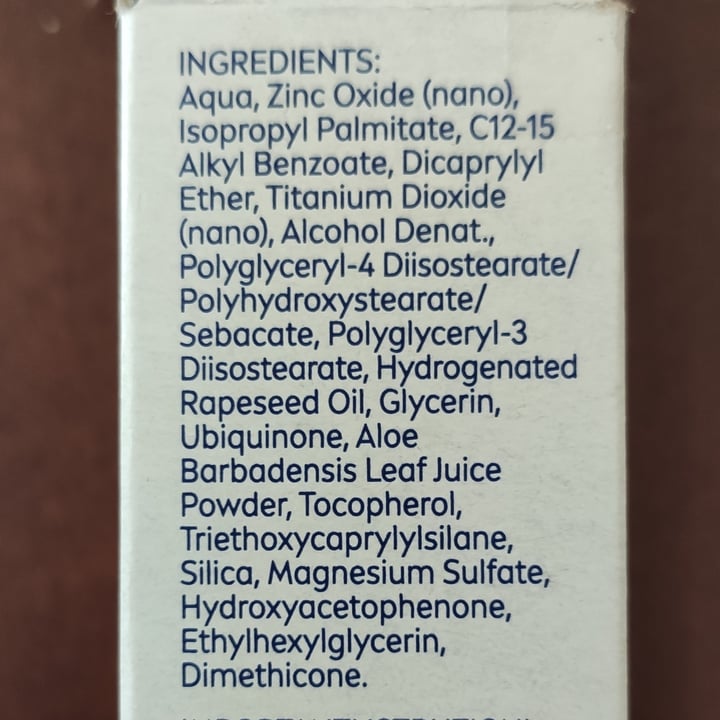 INGREDIENTS:
Aqua, Zinc Oxide (nano),
Isopropyl Palmitate, C12-15
Alkyl Benzoate, Dicaprylyl
Ether, Titanium Dioxide
(nano), Alcohol Denat.,
Polyglyceryl-4 Diisostearate/
Polyhydroxystearate/
Sebacate, Polyglyceryl-3
Diisostearate, Hydrogenated
Rapeseed Oil, Glycerin,
Ubiquinone, Aloe
Barbadensis Leaf Juice
Powder, Tocopherol,
Triethoxycaprylylsilane,
Silica, Magnesium Sulfate,
Hydroxyacetophenone,
Ethylhexylglycerin,
Dimethicone.